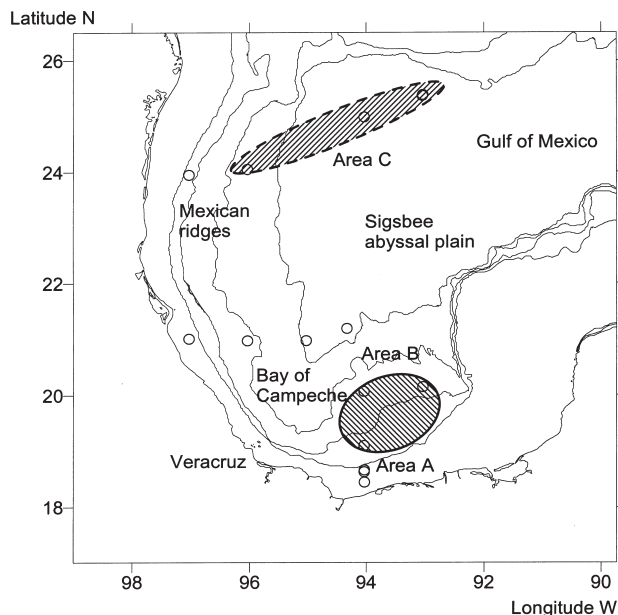 Latitude N
26
24
22
20
18
Area C
Gulf of Mexico
Mexican
ridges
Sigsbee
abyssal plain
Area B
Bay of
Campeche
Veracruz
Area A
98
96
94
92
90
Longitude W